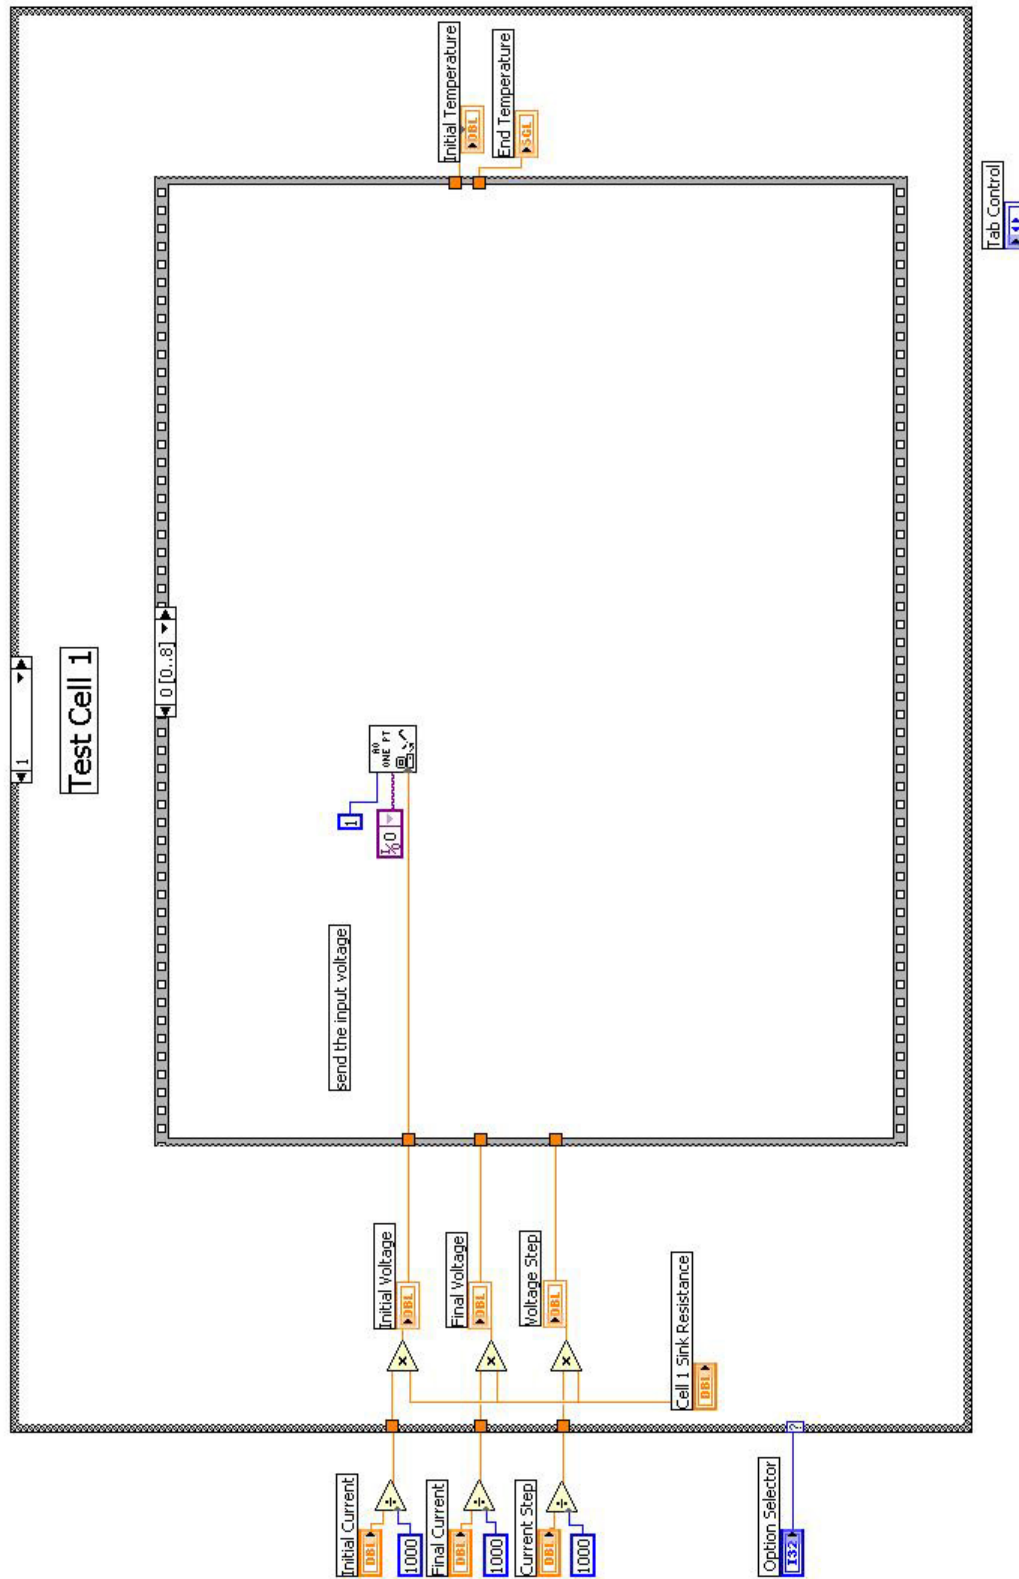 1
Test Cell 1
0 [0..8]
send the input voltage
1
I/O 0
AO
ONE PT
Initial Temperature
DBL
End Temperature
SGL
Initial Current
DBL
1000
Final Current
DBL
1000
Current Step
DBL
1000
Initial Voltage
DBL
Final Voltage
DBL
Voltage Step
DBL
Cell 1 Sink Resistance
DBL
Option Selector
I32
?
Tab Control